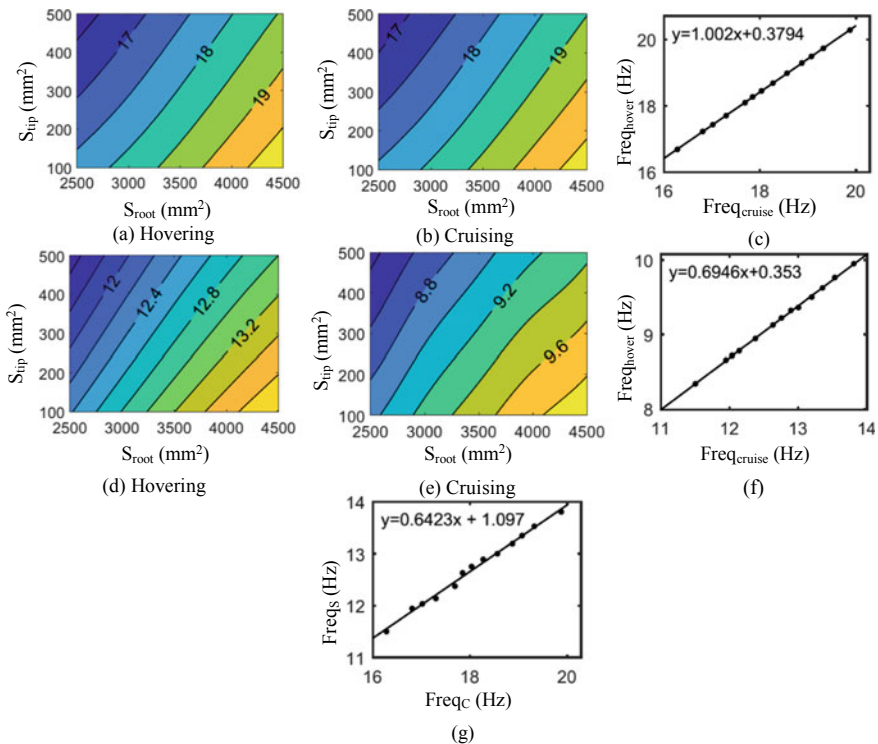 500
400
300
200
100
S_tip (mm²)
17
18
19
2500 3000 3500 4000 4500
S_root (mm²)
(a) Hovering
500
400
300
200
100
S_tip (mm²)
17
18
19
2500 3000 3500 4000 4500
S_root (mm²)
(b) Cruising
y=1.002x+0.3794
20
18
16
Freq_hover (Hz)
16 18 20
Freq_cruise (Hz)
(c)
500
400
300
200
100
S_tip (mm²)
12
12.4
12.8
13.2
2500 3000 3500 4000 4500
S_root (mm²)
(d) Hovering
500
400
300
200
100
S_tip (mm²)
8.8
9.2
9.6
2500 3000 3500 4000 4500
S_root (mm²)
(e) Cruising
y=0.6946x+0.353
10
9
8
Freq_hover (Hz)
11 12 13 14
Freq_cruise (Hz)
(f)
y=0.6423x + 1.097
14
13
12
11
Freq_S (Hz)
16 18 20
Freq_C (Hz)
(g)